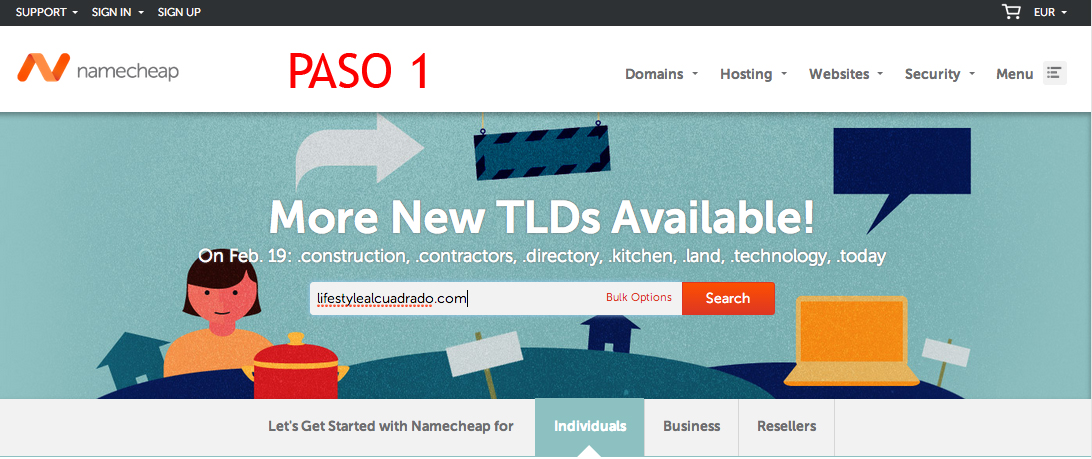 SUPPORT SIGN IN SIGN UP EUR
namecheap PASO 1 Domains Hosting Websites Security Menu
More New TLDs Available!
On Feb. 19: .construction, .contractors, .directory, .kitchen, .land, .technology, .today
lifestylealcuadrado.com Bulk Options Search
Let's Get Started with Namecheap for Individuals Business Resellers